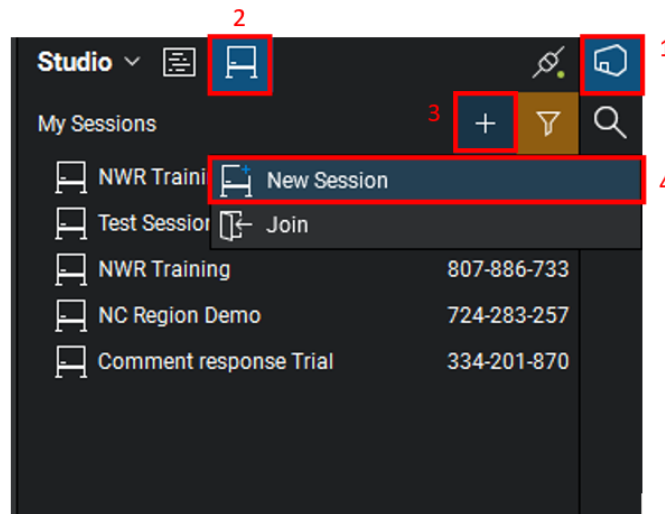 2
Studio
1
My Sessions
3
NWR Traini
New Session
4
Test Session
Join
NWR Training 807-886-733
NC Region Demo 724-283-257
Comment response Trial 334-201-870